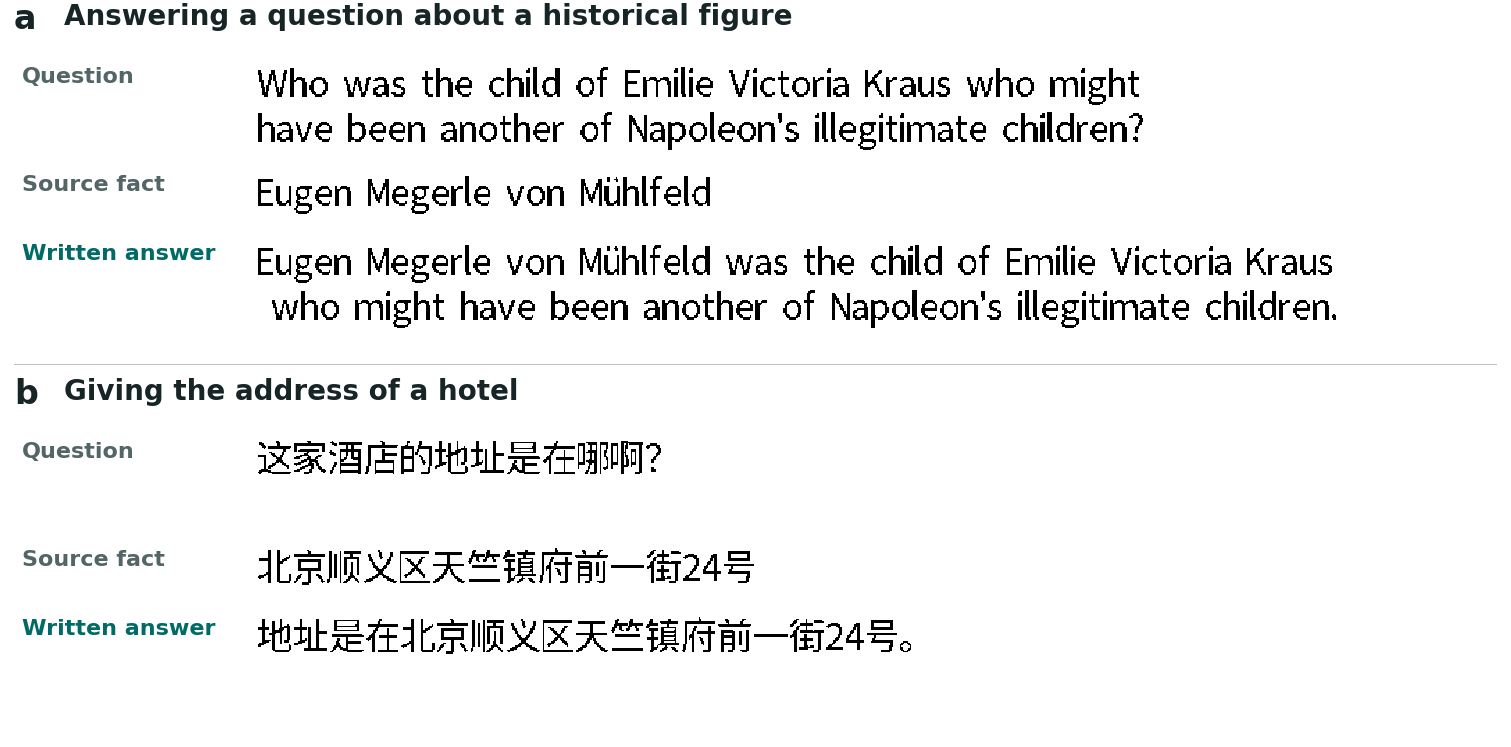 a Answering a question about a historical figure
Question Who was the child of Emilie Victoria Kraus who might
have been another of Napoleon's illegitimate children?
Source fact Eugen Megerle von Mühlfeld
Written answer Eugen Megerle von Mühlfeld was the child of Emilie Victoria Kraus
who might have been another of Napoleon's illegitimate children.
b Giving the address of a hotel
Question 这家酒店的地址是在哪啊?
Source fact 北京顺义区天竺镇府前一街24号
Written answer 地址是在北京顺义区天竺镇府前一街24号。